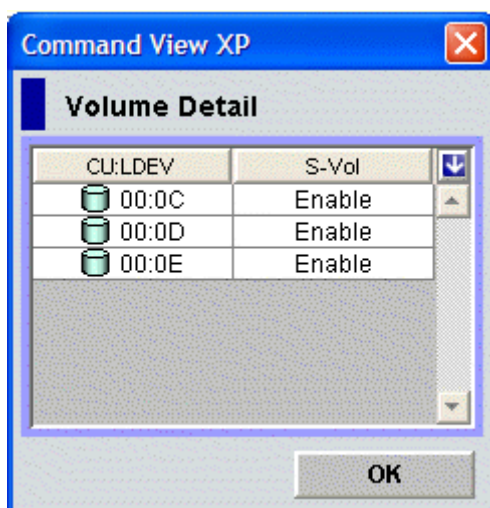 Command View XP
Volume Detail
CU:LDEV S-Vol
00:0C Enable
00:0D Enable
00:0E Enable
OK